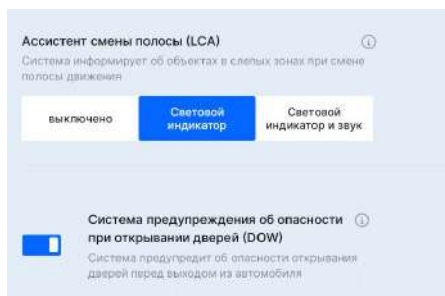 Ассистент смены полосы (LCA)
Система информирует об объектах в слепых зонах при смене
полосы движения
выключено
Световой
индикатор
Световой
индикатор и звук
Система предупреждения об опасности
при открывании дверей (DOW)
Система предупредит об опасности открывания
дверей перед выходом из автомобиля